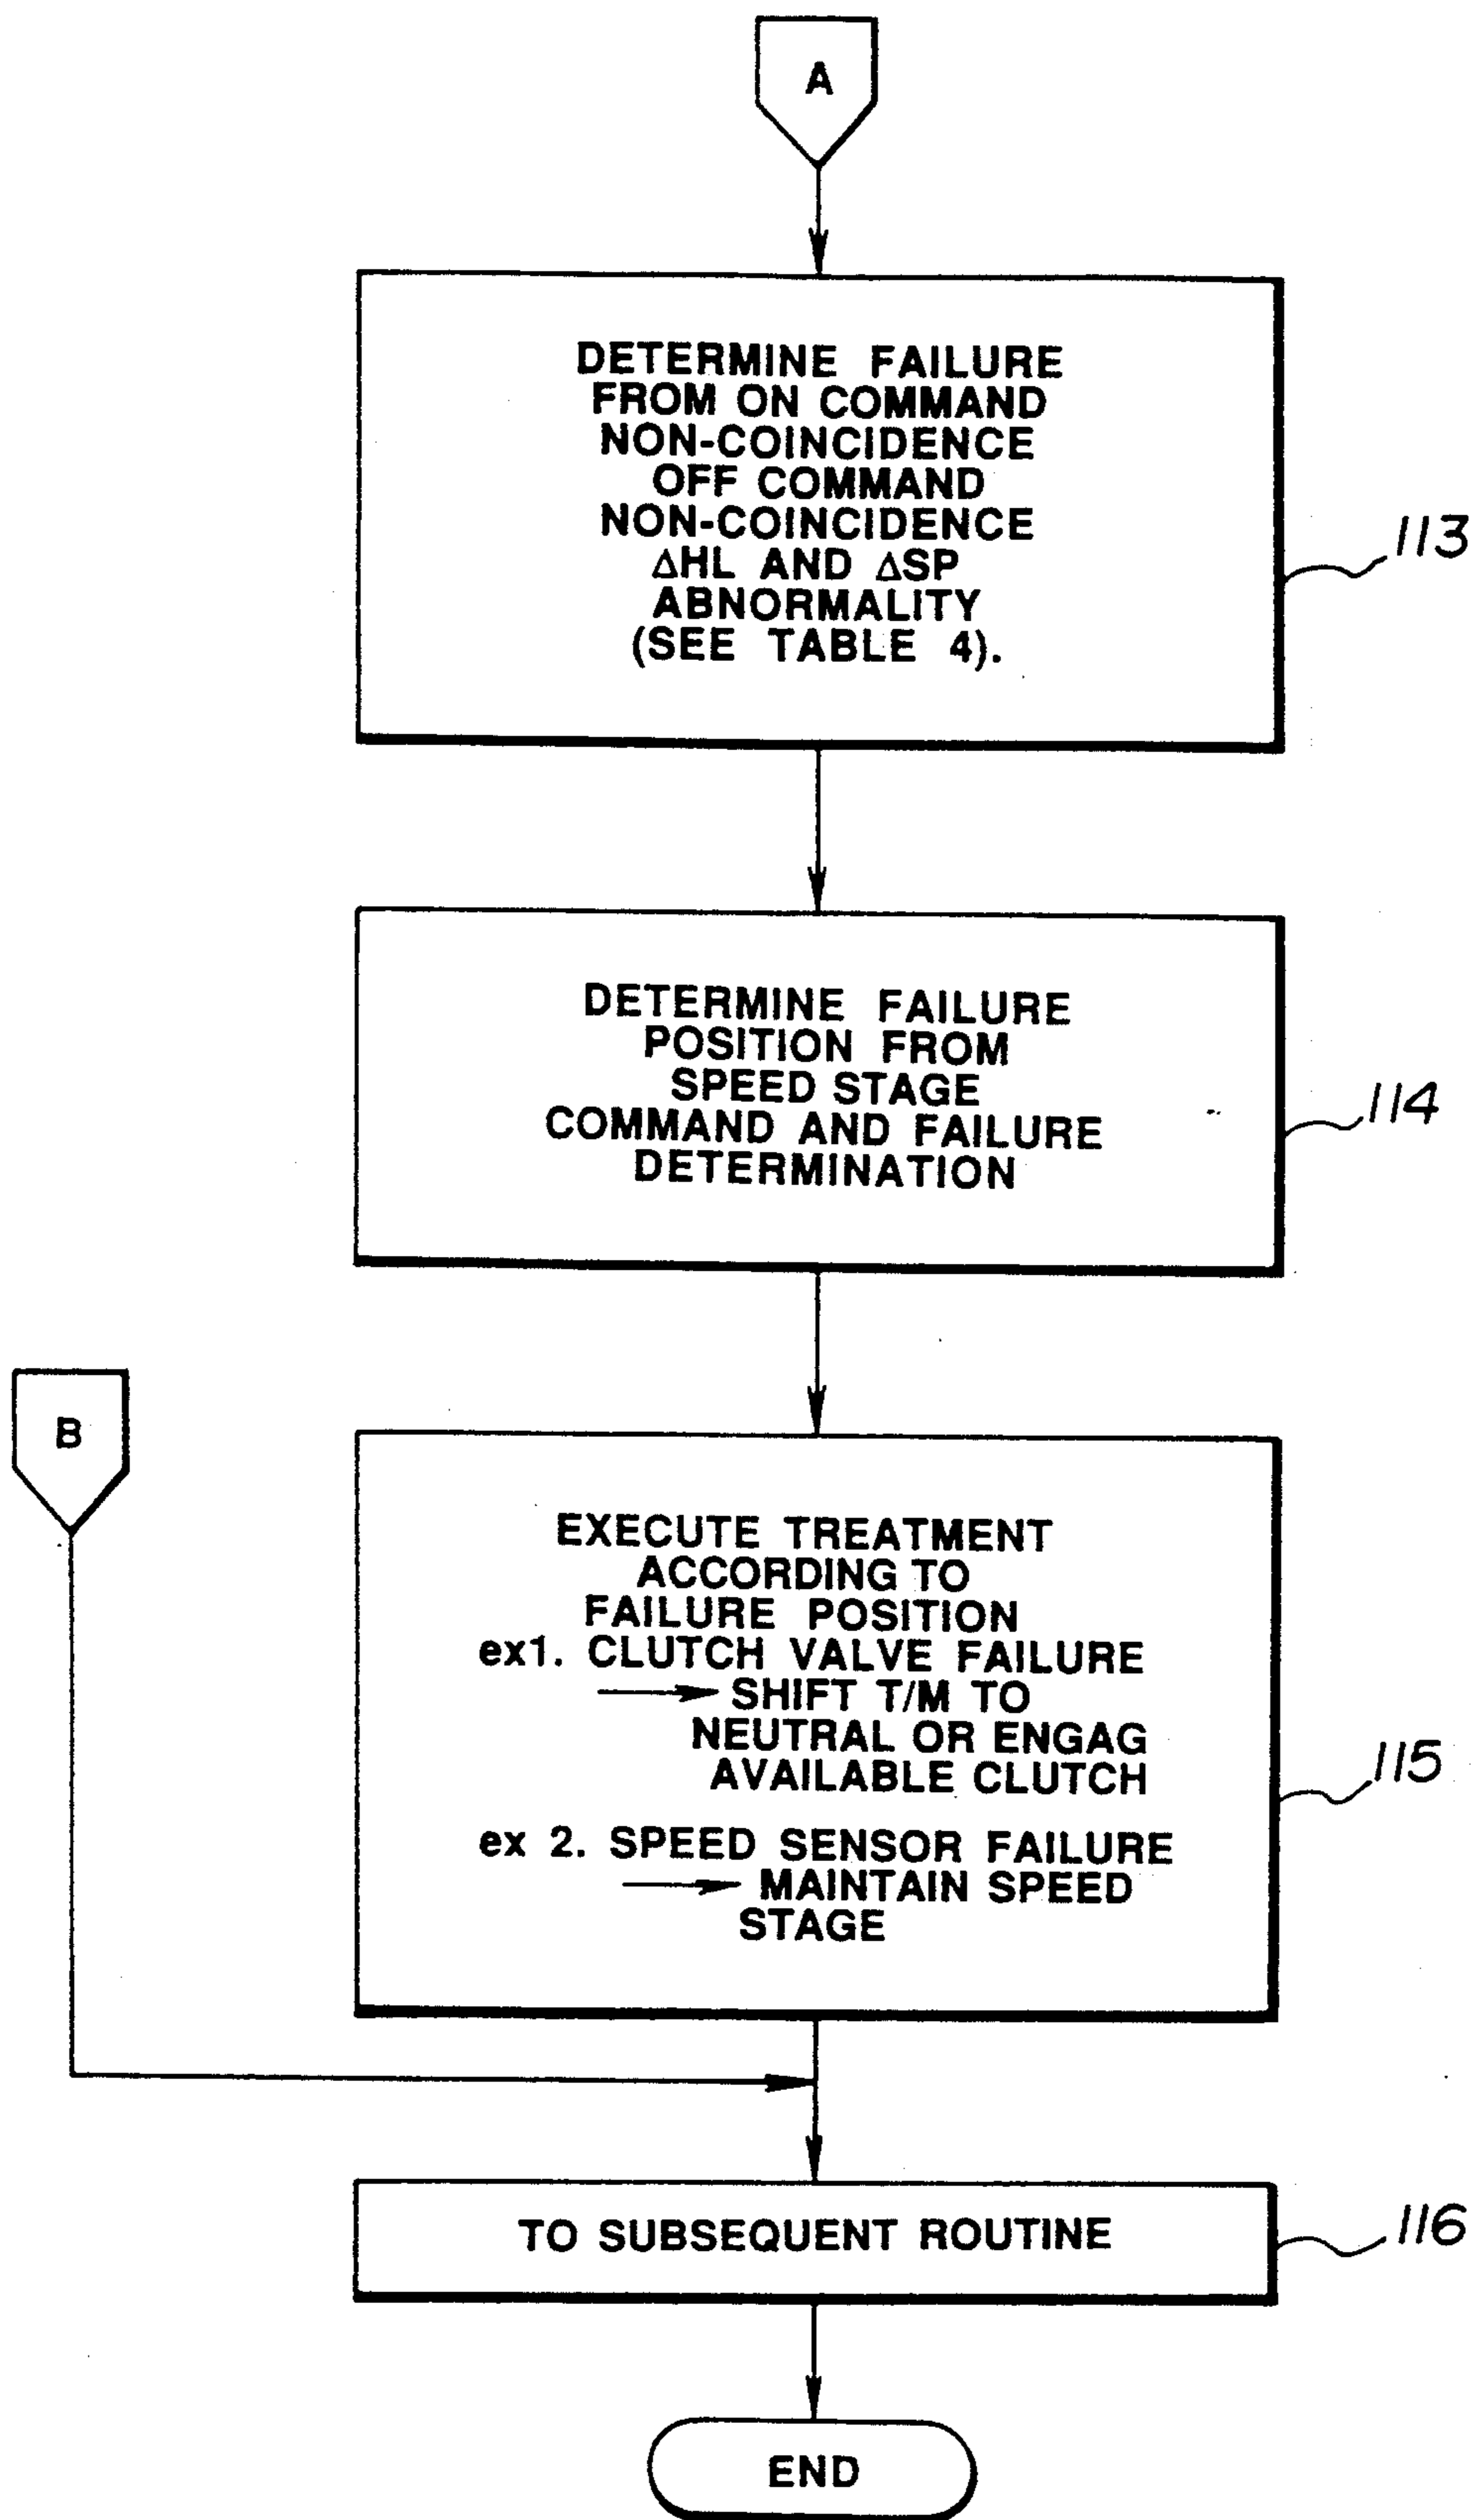 A
DETERMINE FAILURE
FROM ON COMMAND
NON-COINCIDENCE
OFF COMMAND
NON-COINCIDENCE
ΔHL AND ΔSP
ABNORMALITY
(SEE TABLE 4).
113
DETERMINE FAILURE
POSITION FROM
SPEED STAGE
COMMAND AND FAILURE
DETERMINATION
114
B
EXECUTE TREATMENT
ACCORDING TO
FAILURE POSITION
ex1. CLUTCH VALVE FAILURE
→ SHIFT T/M TO
NEUTRAL OR ENGAG
AVAILABLE CLUTCH
ex 2. SPEED SENSOR FAILURE
→ MAINTAIN SPEED
STAGE
115
TO SUBSEQUENT ROUTINE
116
END